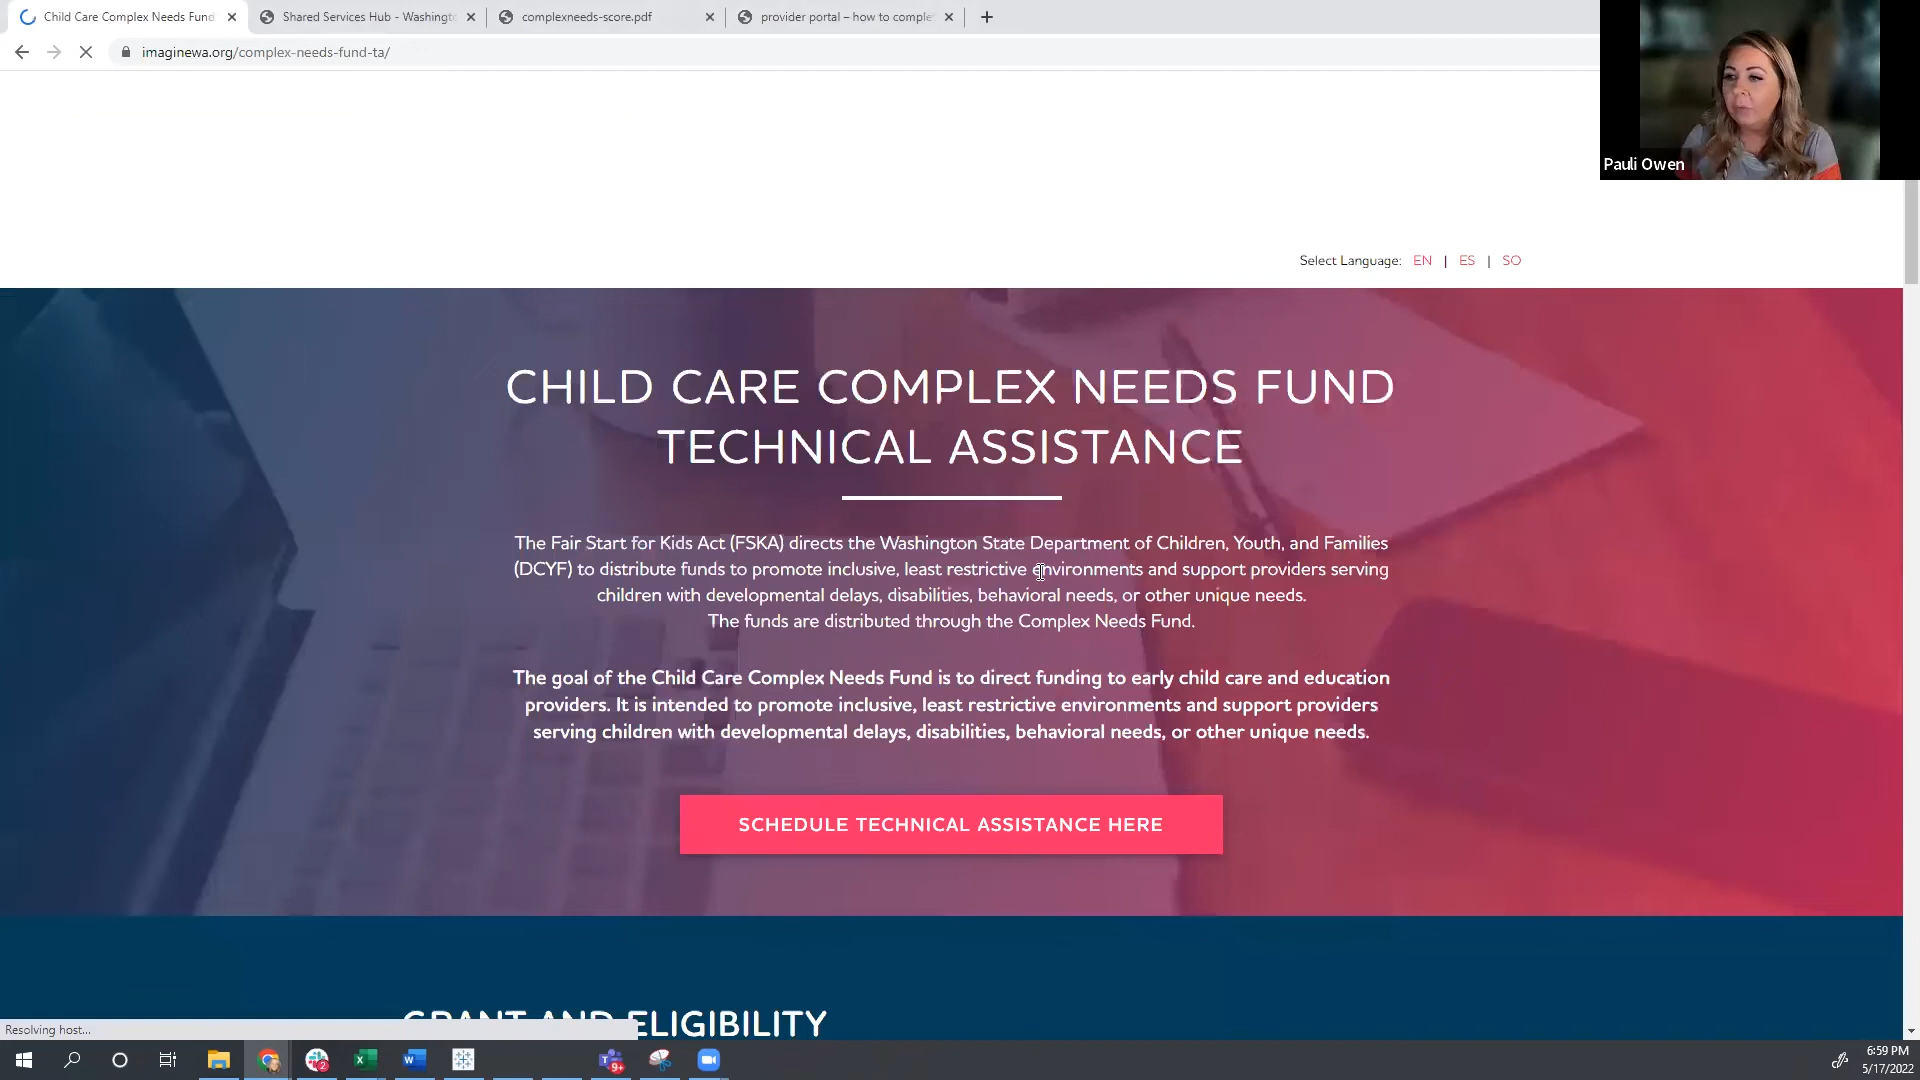 Child Care Complex Needs Fund
Shared Services Hub - Washingt
complexneeds-score.pdf
provider portal – how to comple
imaginewa.org/complex-needs-fund-ta/
Pauli Owen
Select Language: EN | ES | SO
CHILD CARE COMPLEX NEEDS FUND
TECHNICAL ASSISTANCE
The Fair Start for Kids Act (FSKA) directs the Washington State Department of Children, Youth, and Families
(DCYF) to distribute funds to promote inclusive, least restrictive environments and support providers serving
children with developmental delays, disabilities, behavioral needs, or other unique needs.
The funds are distributed through the Complex Needs Fund.
The goal of the Child Care Complex Needs Fund is to direct funding to early child care and education
providers. It is intended to promote inclusive, least restrictive environments and support providers
serving children with developmental delays, disabilities, behavioral needs, or other unique needs.
SCHEDULE TECHNICAL ASSISTANCE HERE
GRANT AND ELIGIBILITY
Resolving host...
2
9+
6:59 PM
5/17/2022